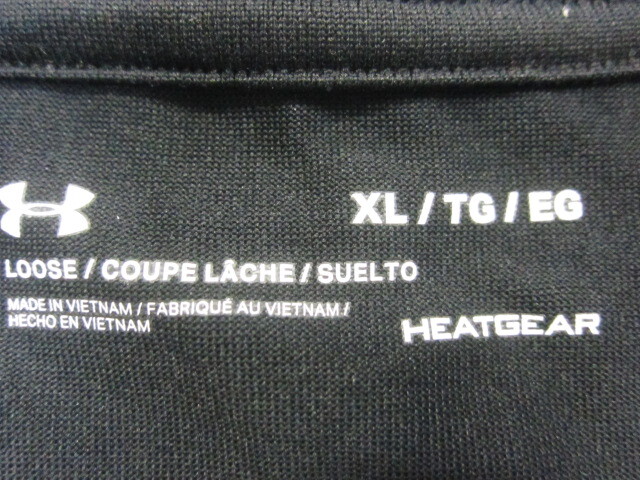 XL / TG / EG
LOOSE / COUPE LÂCHE / SUELTO
MADE IN VIETNAM / FABRIQUÉ AU VIETNAM /
HECHO EN VIETNAM
HEATGEAR